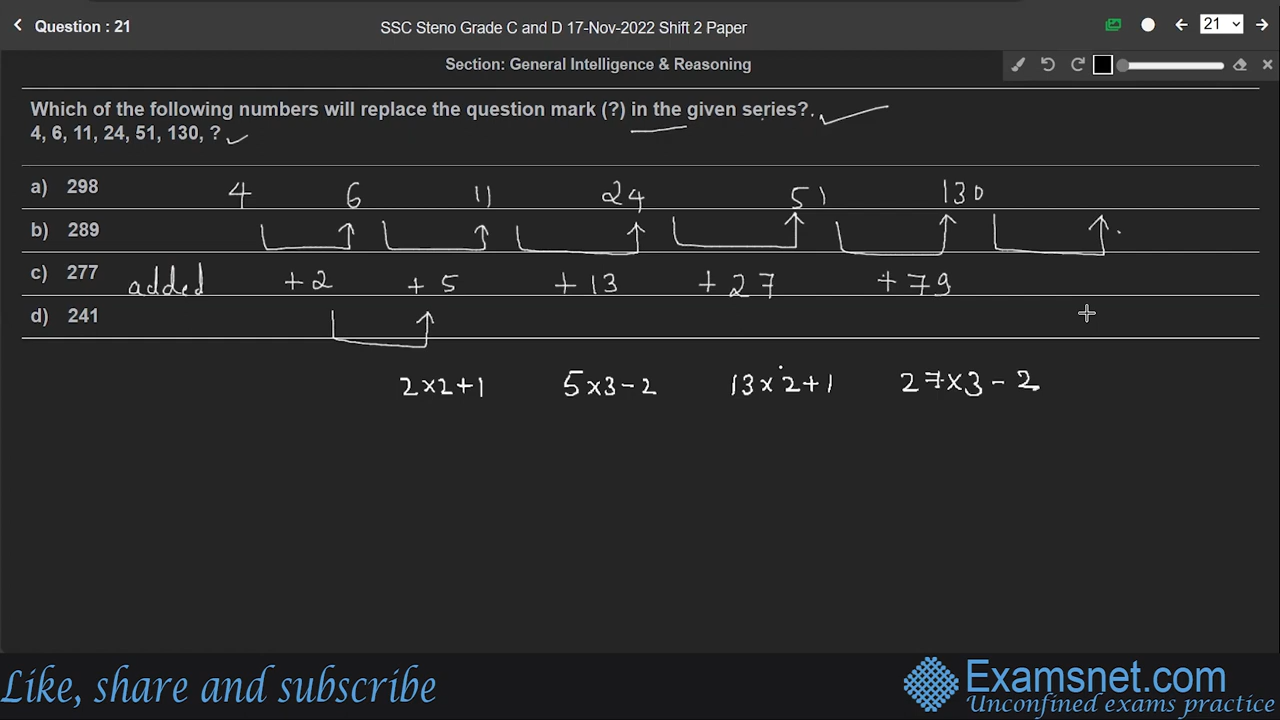 Question : 21
SSC Steno Grade C and D 17-Nov-2022 Shift 2 Paper
21
Section: General Intelligence & Reasoning
Which of the following numbers will replace the question mark (?) in the given series?.
4, 6, 11, 24, 51, 130, ?
a) 298
4 6 11 24 51 130
b) 289
c) 277
added +2 +5 +13 +27 +79
d) 241
2×2+1 5×3-2 13×2+1 27×3-2
Like, share and subscribe
Examsnet.com
Unconfined exams practice